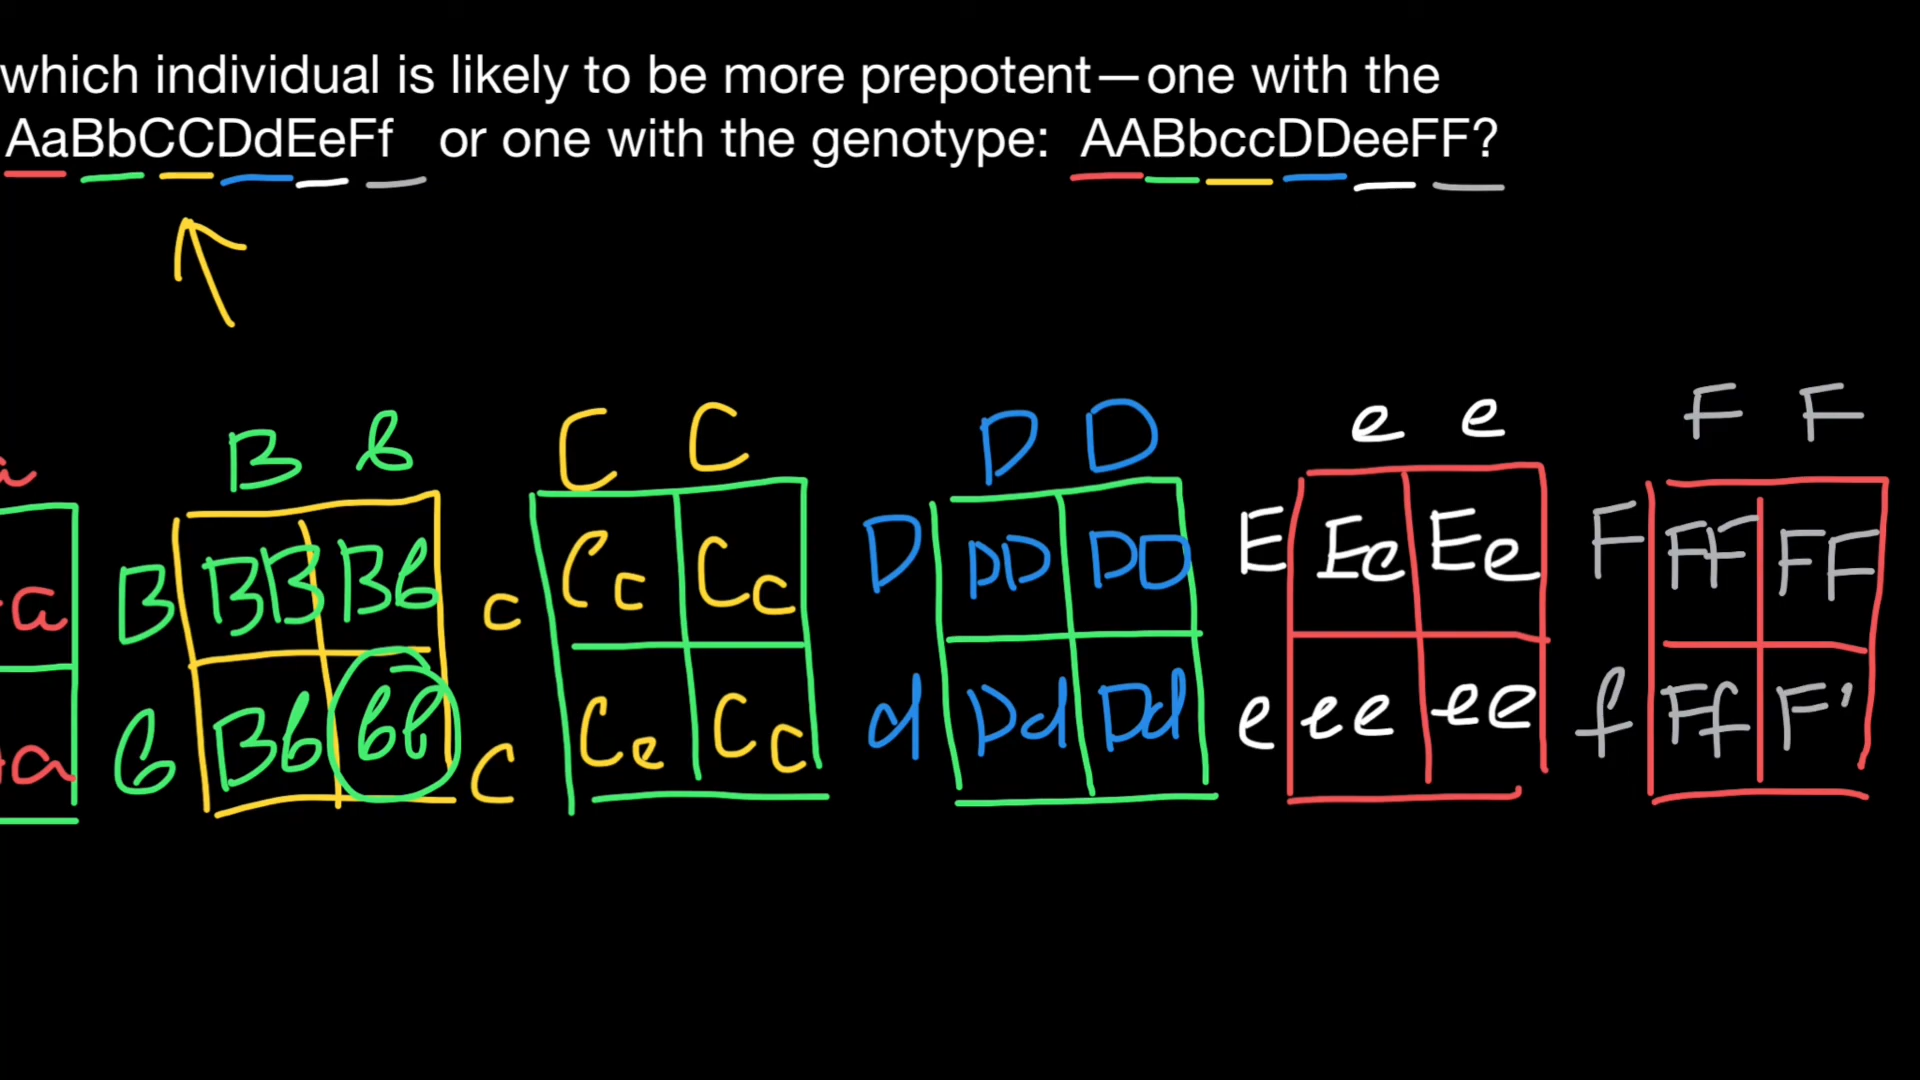 which individual is likely to be more prepotent—one with the
AaBbCCDdEeFf or one with the genotype: AABbccDDeeFF?
a B b C C D D e e F F
a B BB Bb c Cc Cc D DD DD E Ee Ee F FF FF
a b Bb bb c Cc Cc d Dd Dd e ee ee f Ff F